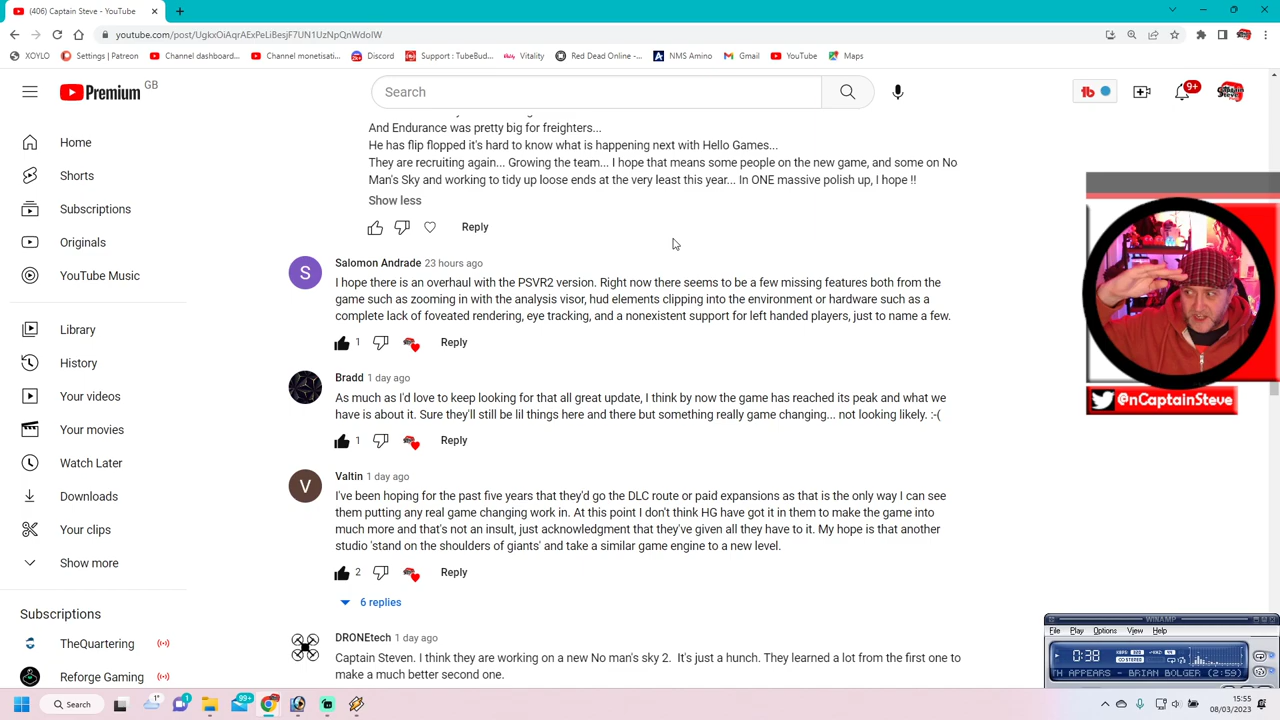 (406) Captain Steve - YouTube
youtube.com/post/UgkxOiAqrAExPeLiBesjF7UN1UzNpQnWdoIW
XOYLO
Settings | Patreon
Channel dashboard...
Channel monetisati...
Discord
Support : TubeBud...
Vitality
Red Dead Online -...
NMS Amino
Gmail
YouTube
Maps
Premium
GB
Search
9+
Home
Shorts
Subscriptions
Originals
YouTube Music
Library
History
Your videos
Your movies
Watch Later
Downloads
Your clips
Show more
Subscriptions
TheQuartering
Reforge Gaming
And Endurance was pretty big for freighters...
He has flip flopped it's hard to know what is happening next with Hello Games...
They are recruiting again... Growing the team... I hope that means some people on the new game, and some on No
Man's Sky and working to tidy up loose ends at the very least this year... In ONE massive polish up, I hope !!
Show less
Reply
S
Salomon Andrade 23 hours ago
I hope there is an overhaul with the PSVR2 version. Right now there seems to be a few missing features both from the
game such as zooming in with the analysis visor, hud elements clipping into the environment or hardware such as a
complete lack of foveated rendering, eye tracking, and a nonexistent support for left handed players, just to name a few.
1
Reply
Bradd 1 day ago
As much as I'd love to keep looking for that all great update, I think by now the game has reached its peak and what we
have is about it. Sure they'll still be lil things here and there but something really game changing... not looking likely. :-(
1
Reply
V
Valtin 1 day ago
I've been hoping for the past five years that they'd go the DLC route or paid expansions as that is the only way I can see
them putting any real game changing work in. At this point I don't think HG have got it in them to make the game into
much more and that's not an insult, just acknowledgment that they've given all they have to it. My hope is that another
studio 'stand on the shoulders of giants' and take a similar game engine to a new level.
2
Reply
6 replies
DRONEtech 1 day ago
Captain Steven. I think they are working on a new No man's sky 2. It's just a hunch. They learned a lot from the first one to
make a much better second one.
@nCaptainSteve
WINAMP
File Play Options View Help
0:38
TH APPEARS - BRIAN BOLGER (2:59)
Search
1°
99+
15:55
08/03/2023